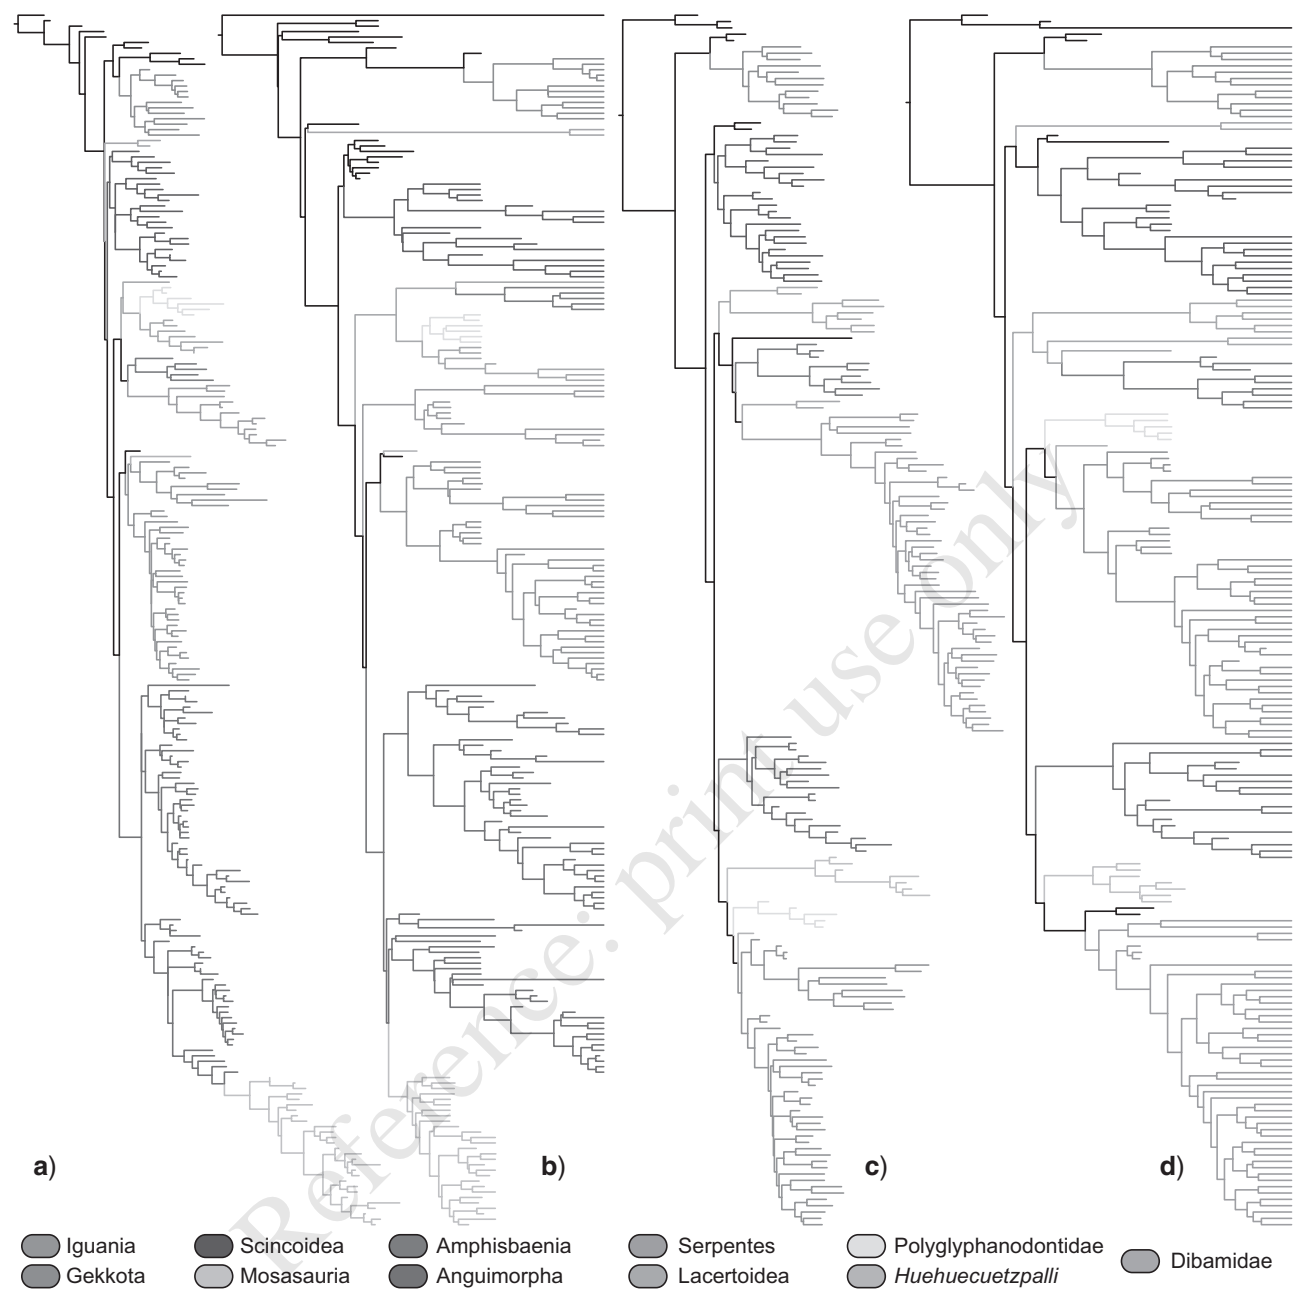 Reference: print use only
a) b) c) d)
Iguania Scincoidea Amphisbaenia Serpentes Polyglyphanodontidae Dibamidae
Gekkota Mosasauria Anguimorpha Lacertoidea Huehuecuetzpalli